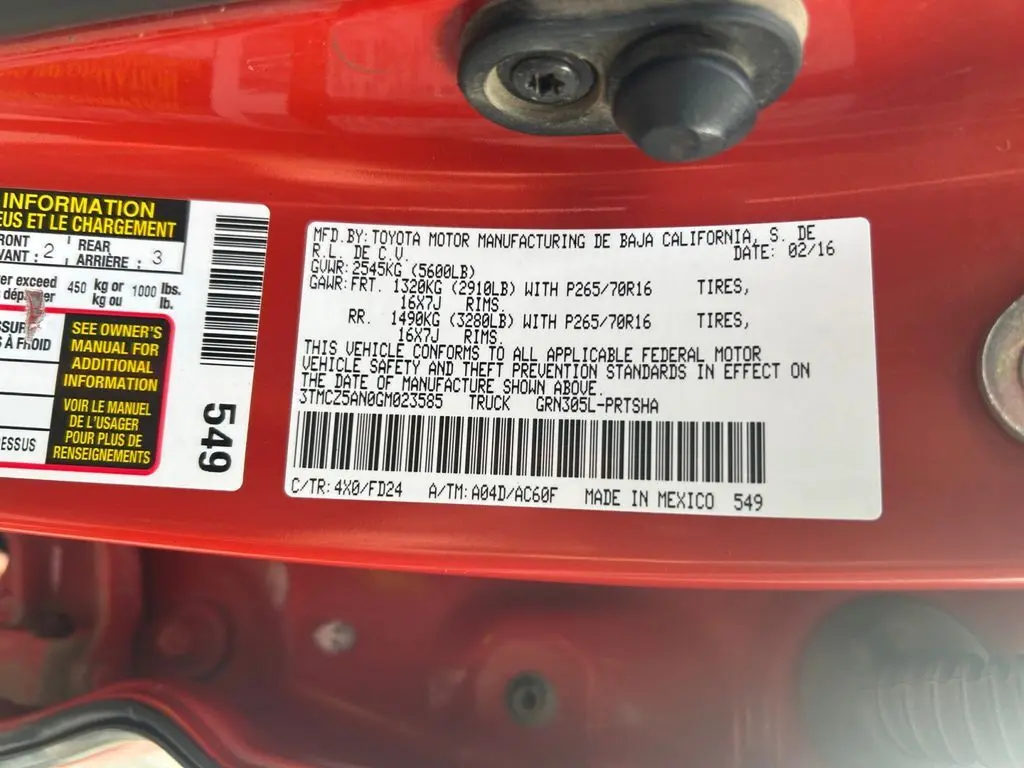 INFORMATION
EUS ET LE CHARGEMENT
RONT 2 REAR 3
VANT : ARRIÈRE :
ver exceed 450 kg or 1000 lbs.
s dépasser kg ou lb.
SSURE
S À FROID
SEE OWNER'S
MANUAL FOR
ADDITIONAL
INFORMATION
VOIR LE MANUEL
DE L'USAGER
POUR PLUS DE
RENSEIGNEMENTS
DESSUS
549
MFD.BY:TOYOTA MOTOR MANUFACTURING DE BAJA CALIFORNIA, S. DE
R.L. DE C.V. DATE: 02/16
GVWR:2545KG (5600LB)
GAWR:FRT. 1320KG (2910LB) WITH P265/70R16 TIRES,
16X7J RIMS.
RR. 1490KG (3280LB) WITH P265/70R16 TIRES,
16X7J RIMS.
THIS VEHICLE CONFORMS TO ALL APPLICABLE FEDERAL MOTOR
VEHICLE SAFETY AND THEFT PREVENTION STANDARDS IN EFFECT ON
THE DATE OF MANUFACTURE SHOWN ABOVE.
3TMCZ5AN0GM023585 TRUCK GRN305L-PRTSHA
C/TR:4X0/FD24 A/TM:A04D/AC60F MADE IN MEXICO 549